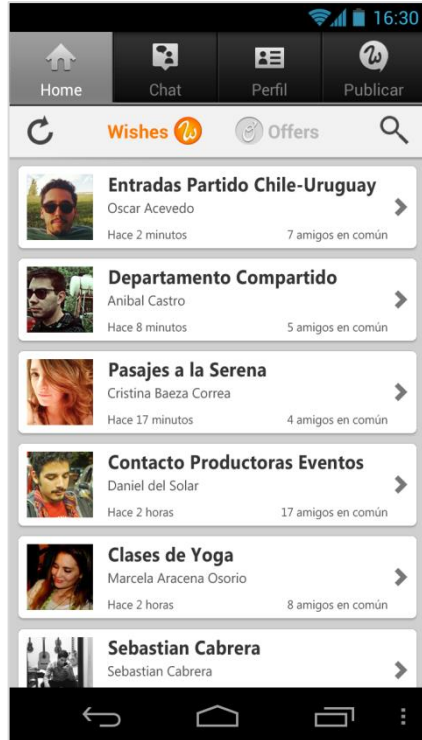 16:30
Home Chat Perfil Publicar
Wishes Offers
Entradas Partido Chile-Uruguay
Oscar Acevedo
Hace 2 minutos 7 amigos en común
Departamento Compartido
Anibal Castro
Hace 8 minutos 5 amigos en común
Pasajes a la Serena
Cristina Baeza Correa
Hace 17 minutos 4 amigos en común
Contacto Productoras Eventos
Daniel del Solar
Hace 2 horas 17 amigos en común
Clases de Yoga
Marcela Aracena Osorio
Hace 2 horas 8 amigos en común
Sebastian Cabrera
Sebastian Cabrera